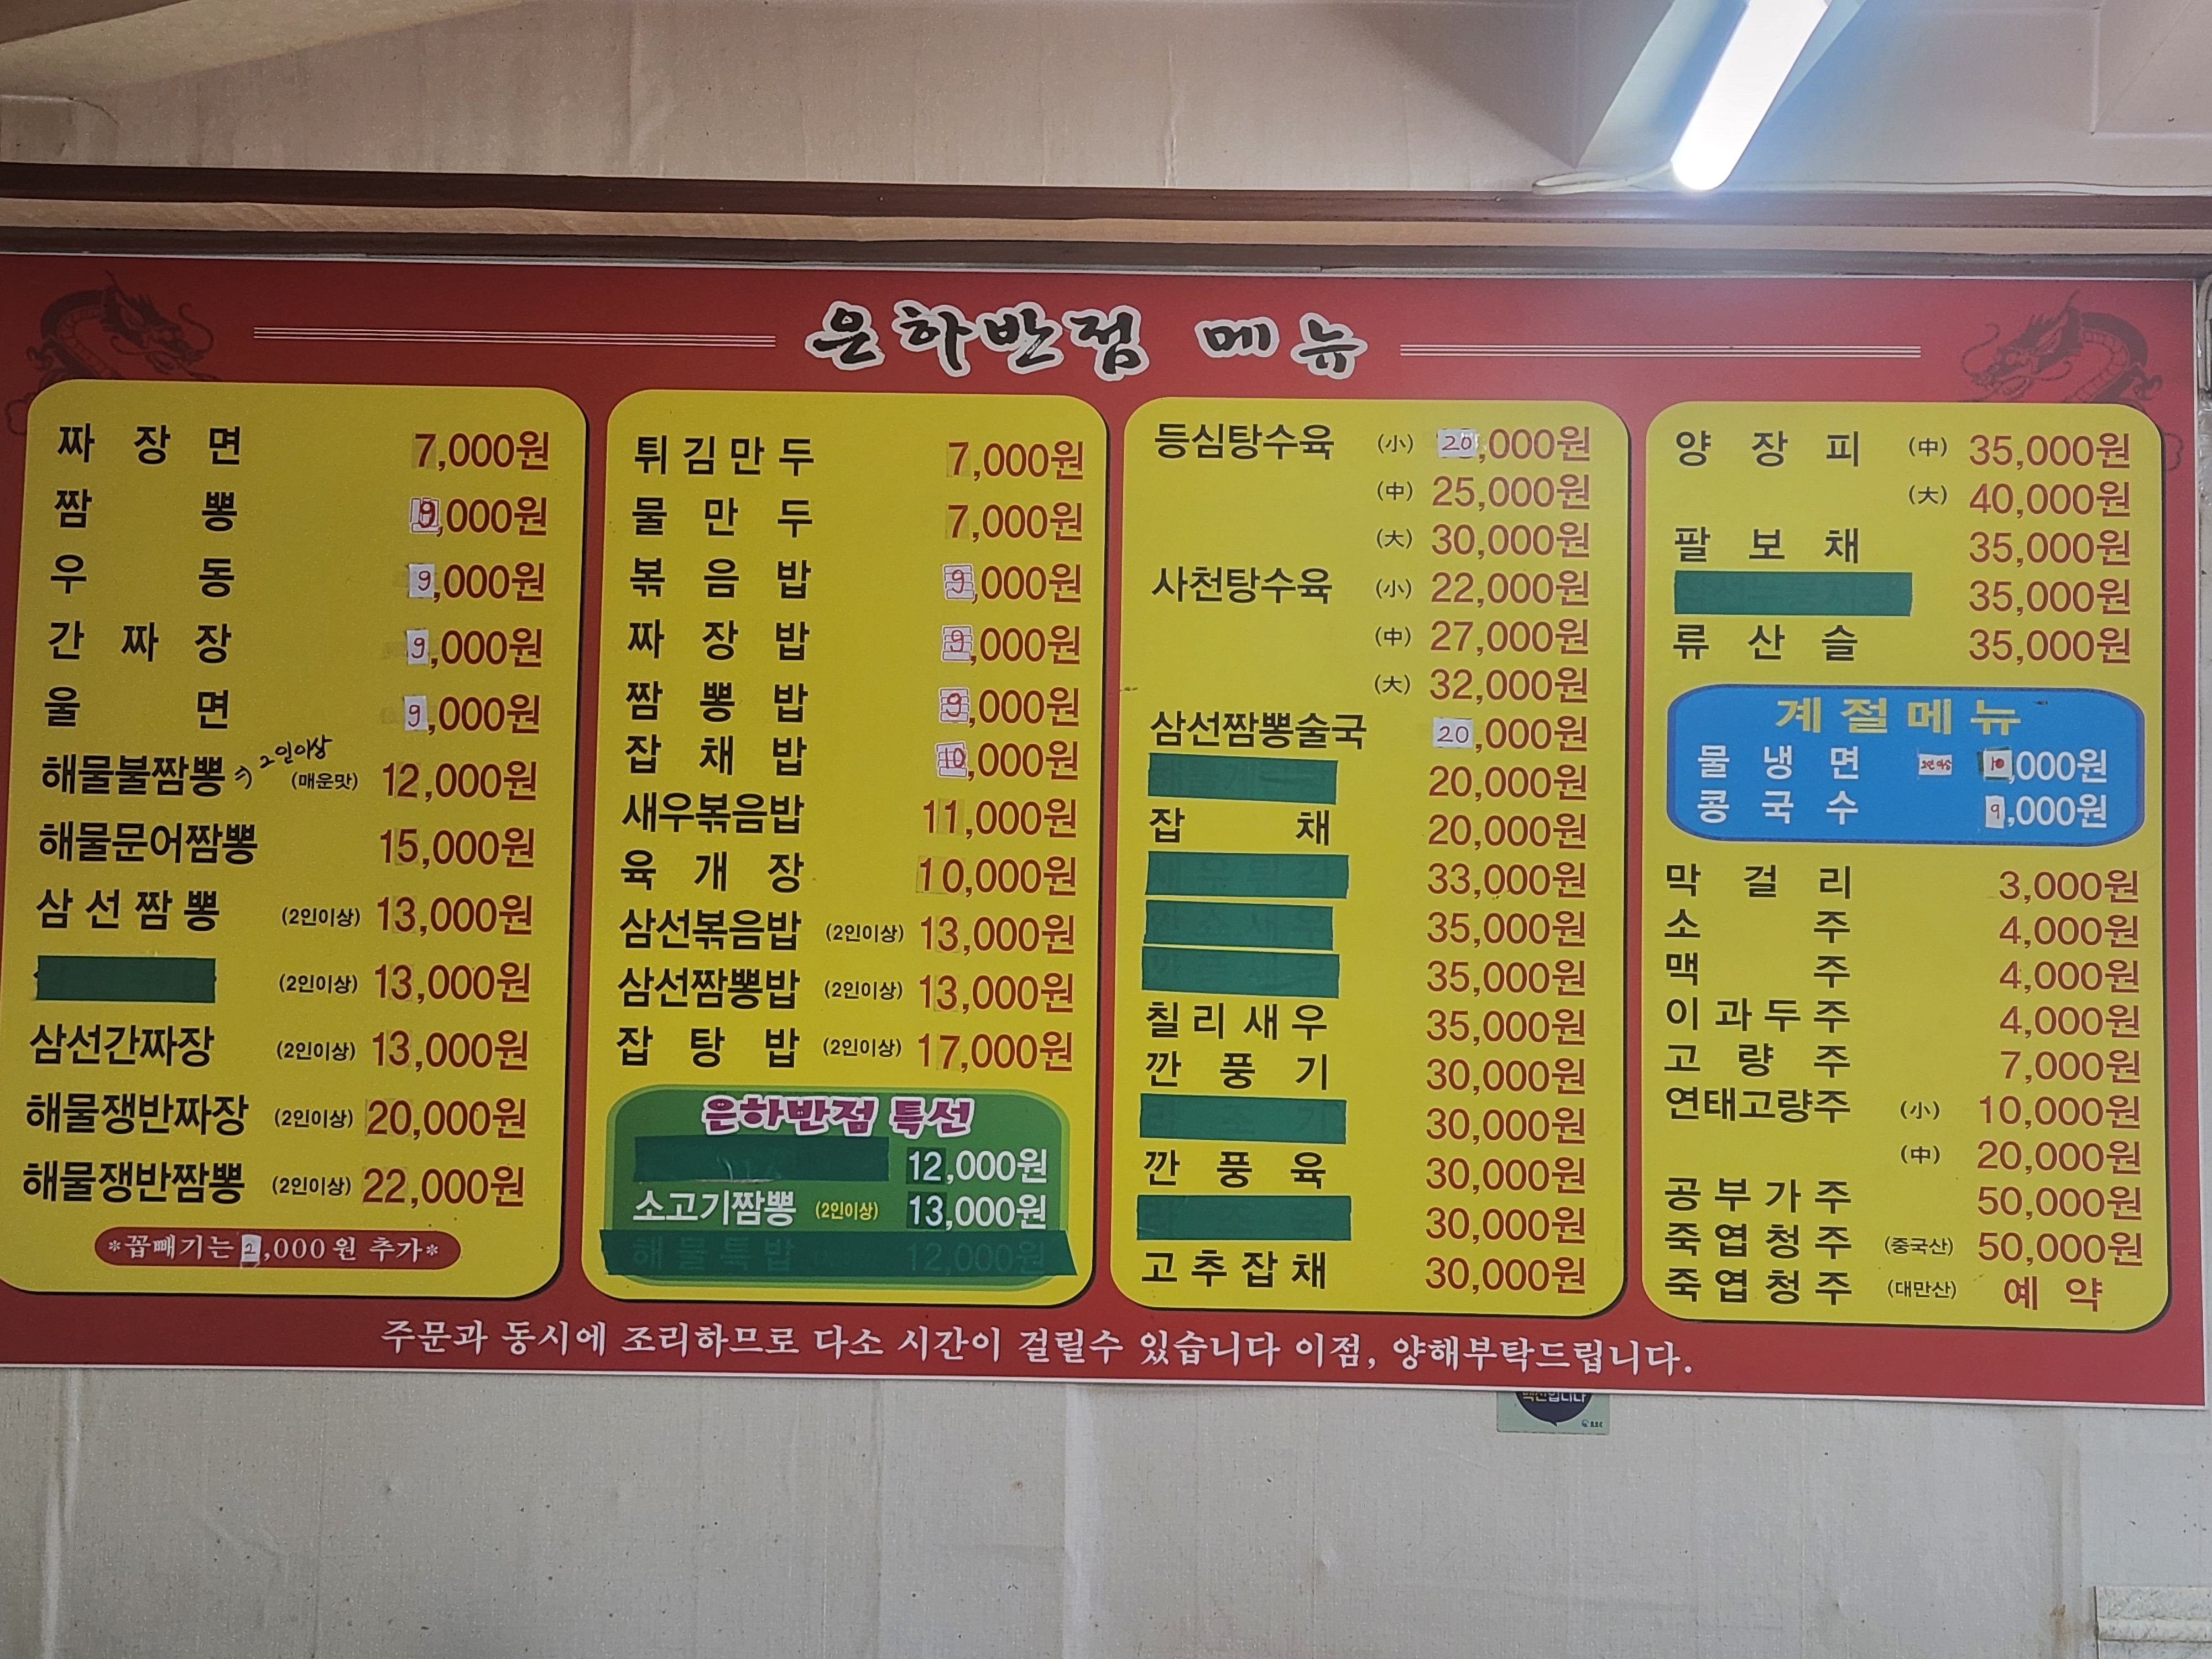 은하반점 메뉴
짜장면 7,000원
짬뽕 9,000원
우동 9,000원
간짜장 9,000원
울면 9,000원
해물불짬뽕 ⇒ 2인이상 (매운맛) 12,000원
해물문어짬뽕 15,000원
삼선짬뽕 (2인이상) 13,000원
(2인이상) 13,000원
삼선간짜장 (2인이상) 13,000원
해물쟁반짜장 (2인이상) 20,000원
해물쟁반짬뽕 (2인이상) 22,000원
*꼽빼기는 2,000원 추가*
튀김만두 7,000원
물만두 7,000원
볶음밥 9,000원
짜장밥 9,000원
짬뽕밥 9,000원
잡채밥 10,000원
새우볶음밥 11,000원
육개장 10,000원
삼선볶음밥 (2인이상) 13,000원
삼선짬뽕밥 (2인이상) 13,000원
잡탕밥 (2인이상) 17,000원
은하반점 특선
12,000원
소고기짬뽕 (2인이상) 13,000원
해물특밥 12,000원
등심탕수육 (小) 20,000원
(中) 25,000원
(大) 30,000원
사천탕수육 (小) 22,000원
(中) 27,000원
(大) 32,000원
삼선짬뽕술국 20,000원
20,000원
잡채 20,000원
33,000원
35,000원
35,000원
칠리새우 35,000원
깐풍기 30,000원
30,000원
깐풍육 30,000원
30,000원
고추잡채 30,000원
양장피 (中) 35,000원
(大) 40,000원
팔보채 35,000원
35,000원
류산슬 35,000원
계절메뉴
물냉면 2인이상 10,000원
콩국수 9,000원
막걸리 3,000원
소주 4,000원
맥주 4,000원
이과두주 4,000원
고량주 7,000원
연태고량주 (小) 10,000원
(中) 20,000원
공부가주 50,000원
죽엽청주 (중국산) 50,000원
죽엽청주 (대만산) 예약
주문과 동시에 조리하므로 다소 시간이 걸릴수 있습니다 이점, 양해부탁드립니다.